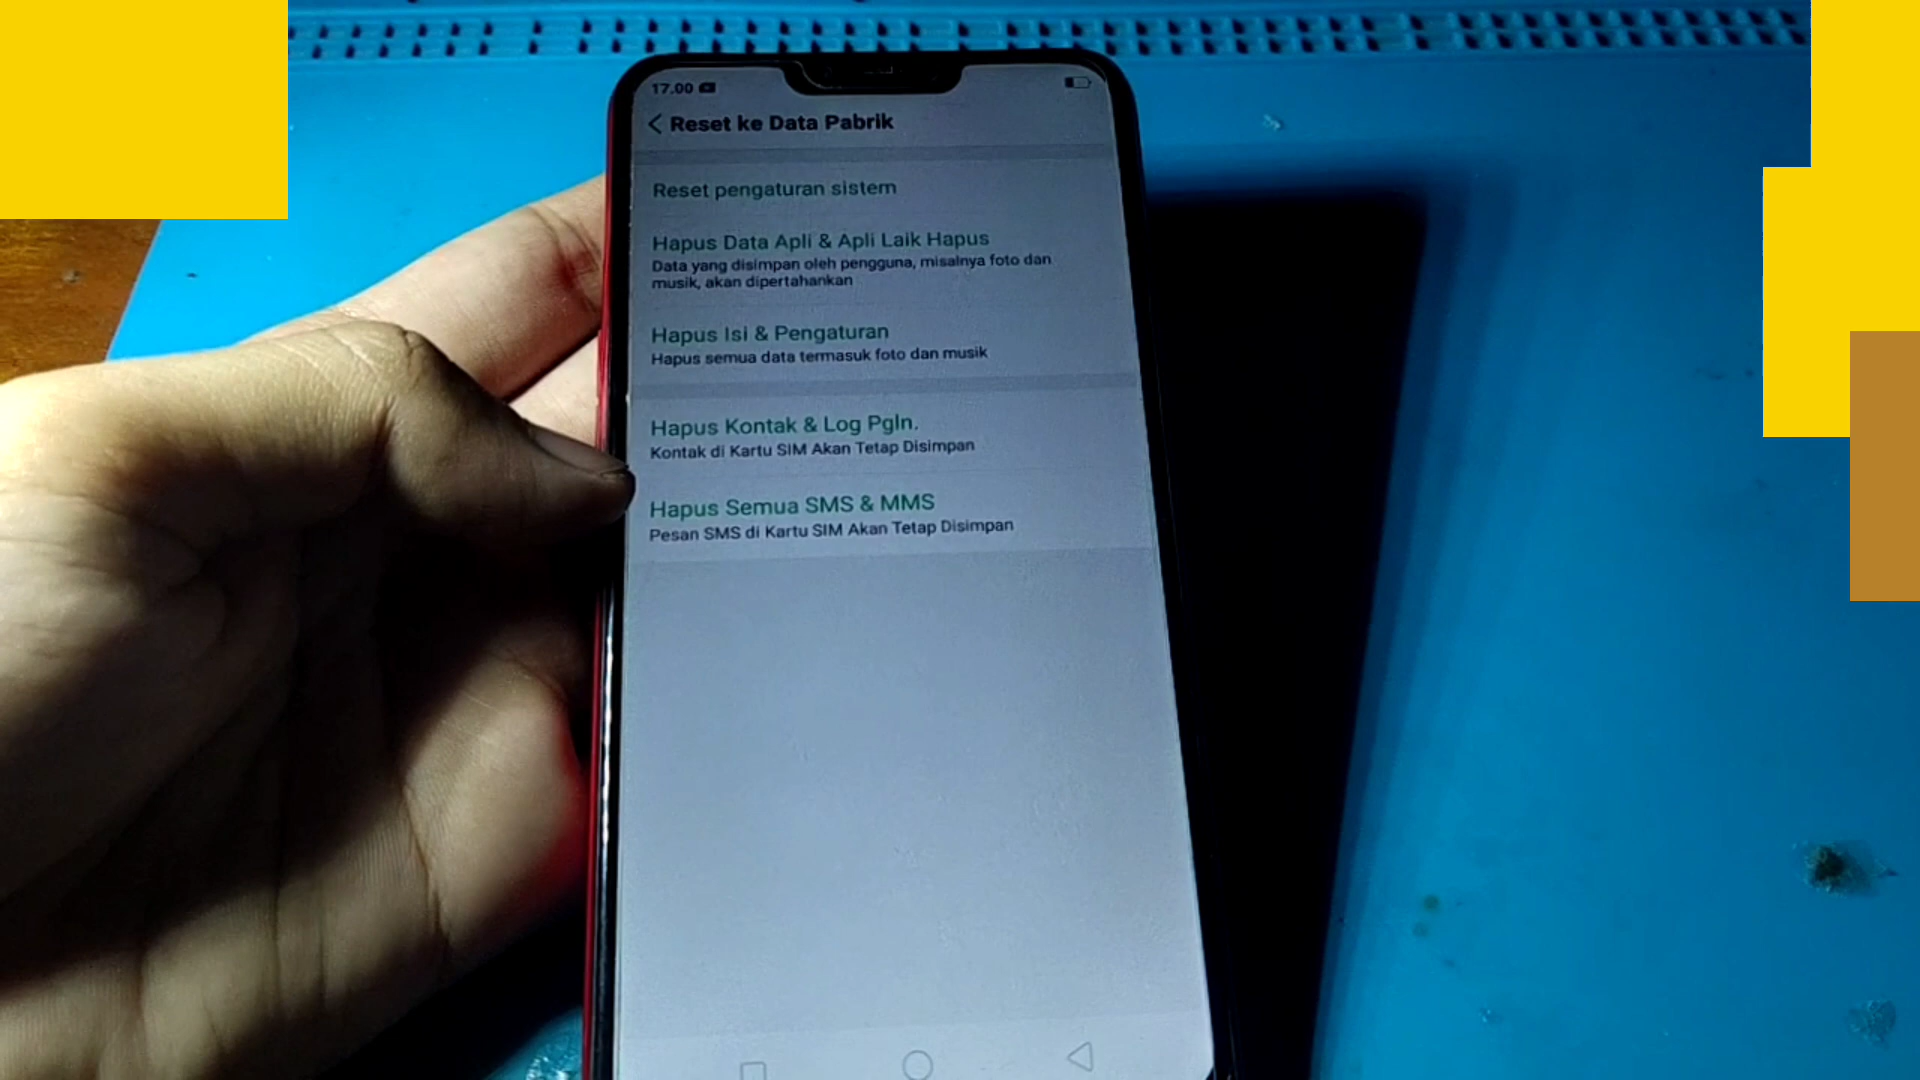 17.00
Reset ke Data Pabrik
Reset pengaturan sistem
Hapus Data Apli & Apli Laik Hapus
Data yang disimpan oleh pengguna, misalnya foto dan
musik, akan dipertahankan
Hapus Isi & Pengaturan
Hapus semua data termasuk foto dan musik
Hapus Kontak & Log Pgln.
Kontak di Kartu SIM Akan Tetap Disimpan
Hapus Semua SMS & MMS
Pesan SMS di Kartu SIM Akan Tetap Disimpan